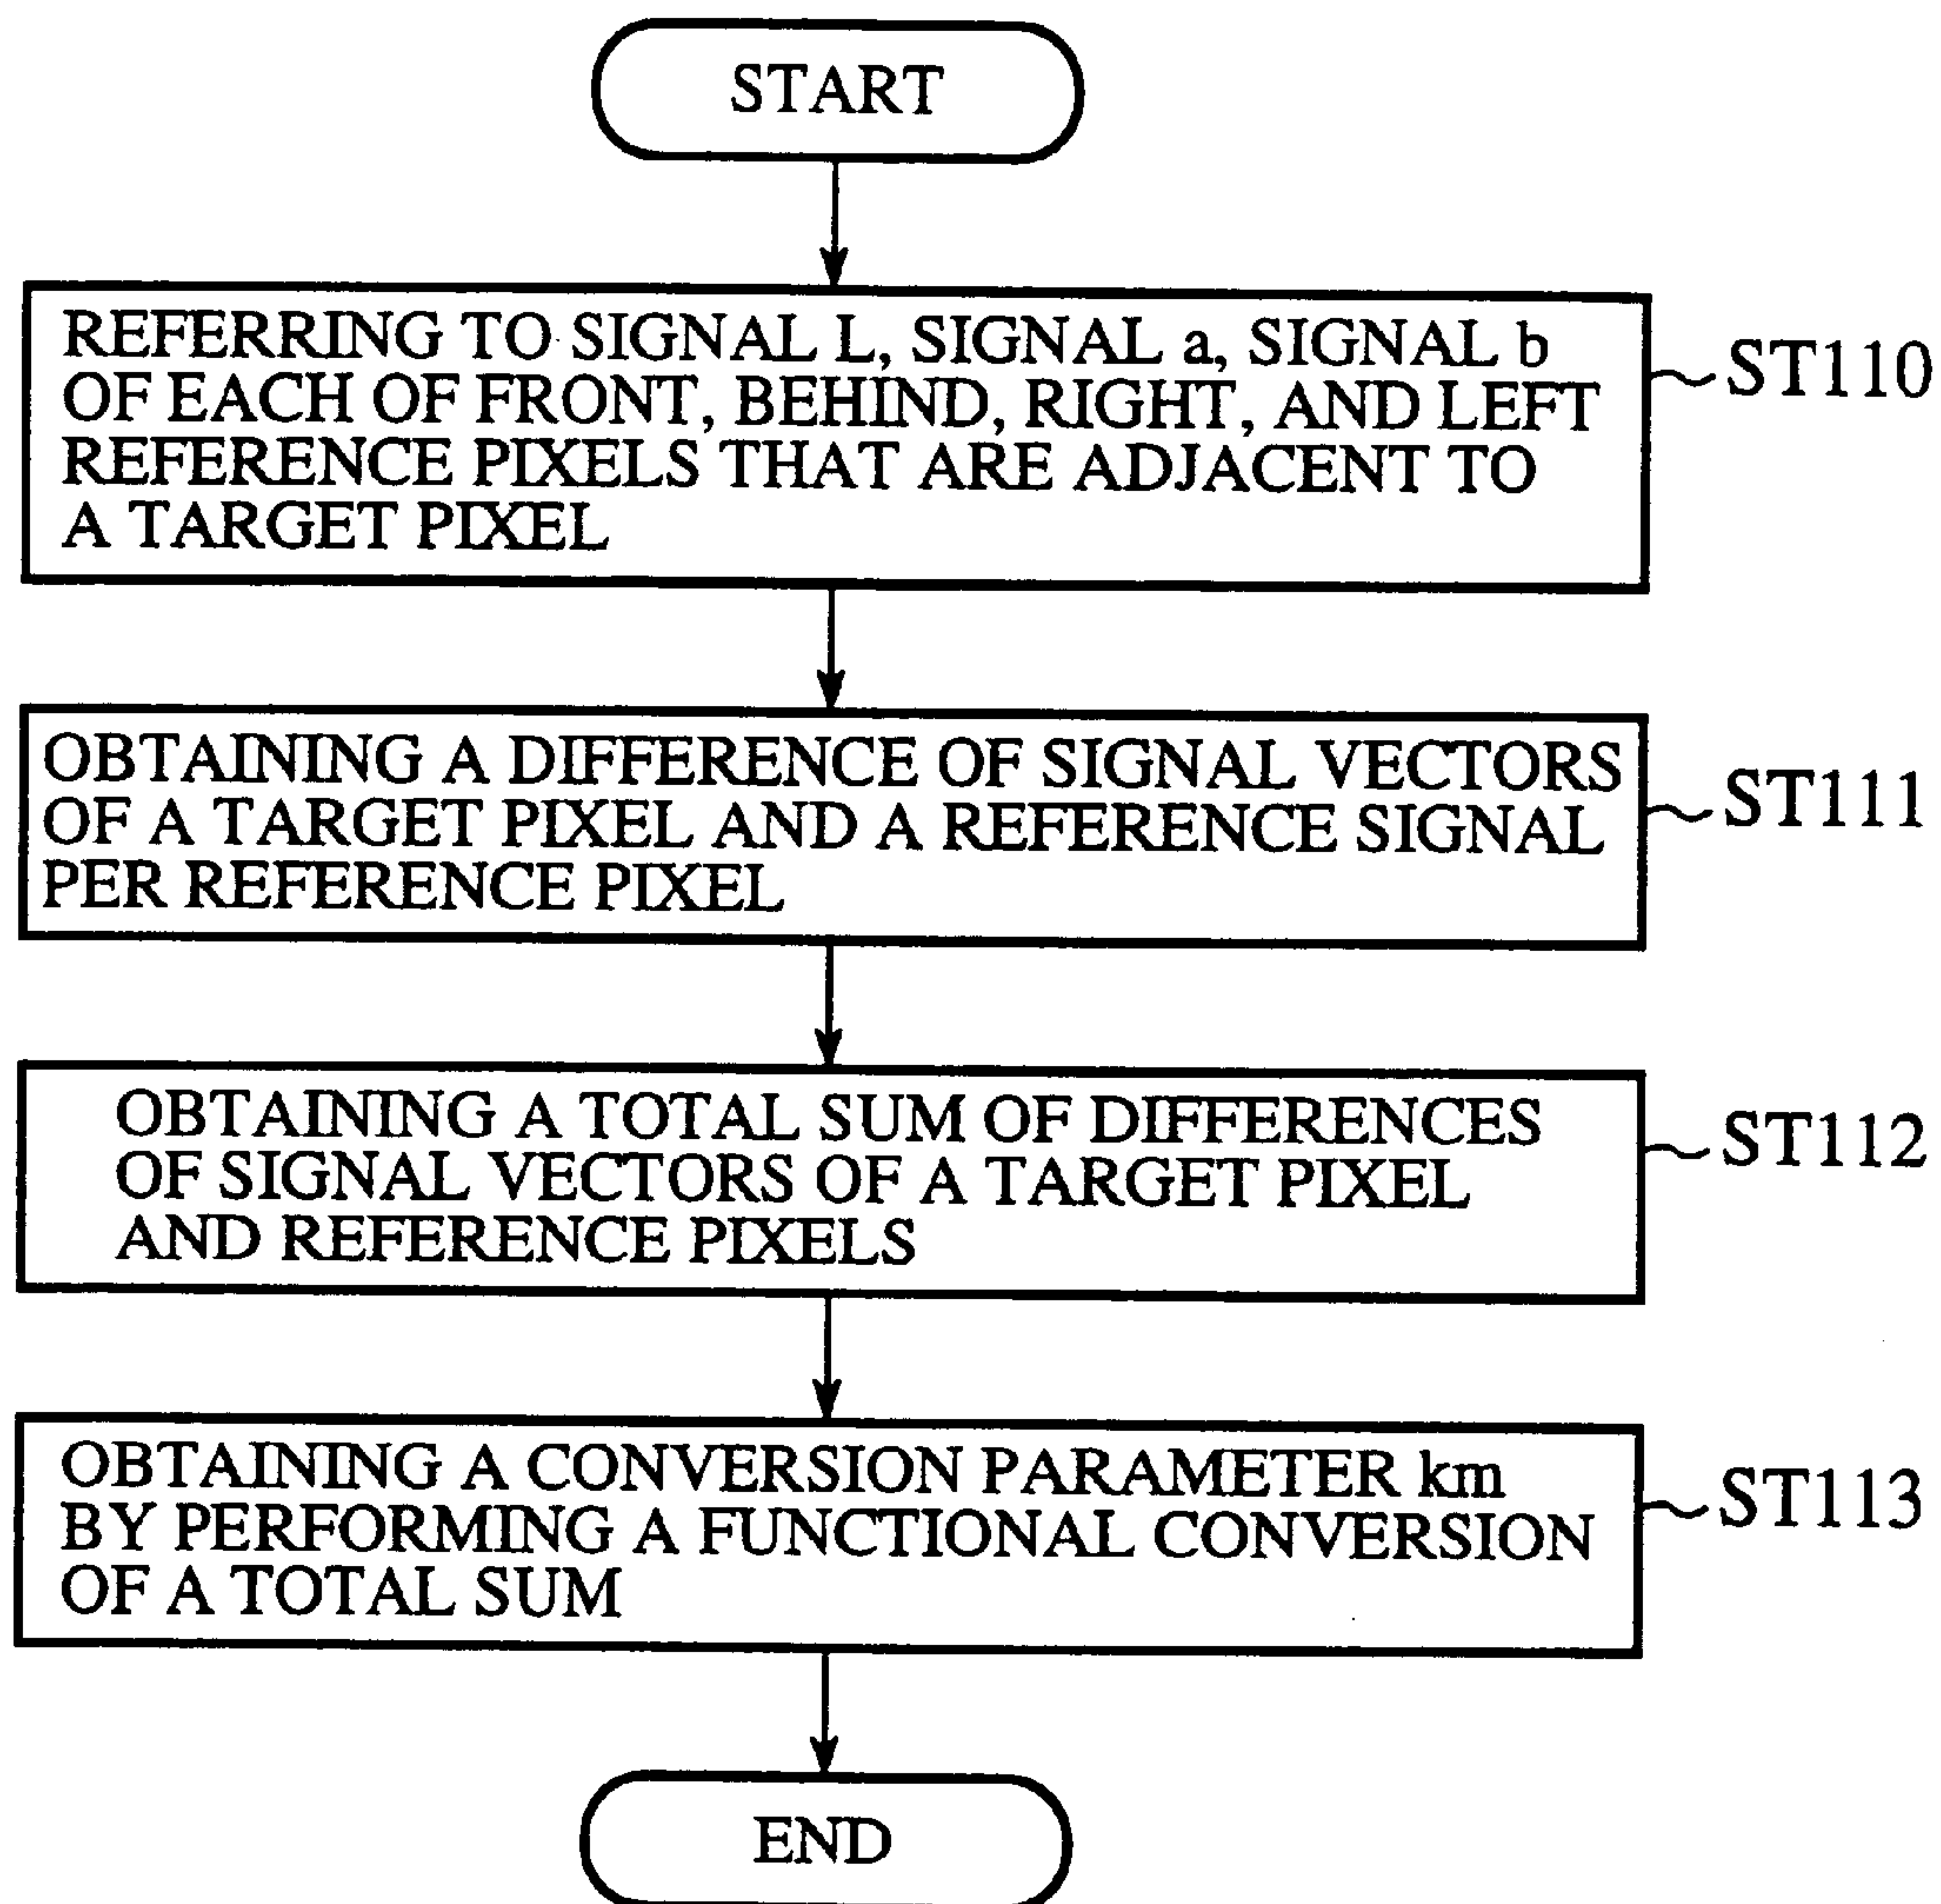 START
REFERRING TO SIGNAL L, SIGNAL a, SIGNAL b
OF EACH OF FRONT, BEHIND, RIGHT, AND LEFT
REFERENCE PIXELS THAT ARE ADJACENT TO
A TARGET PIXEL
ST110
OBTAINING A DIFFERENCE OF SIGNAL VECTORS
OF A TARGET PIXEL AND A REFERENCE SIGNAL
PER REFERENCE PIXEL
ST111
OBTAINING A TOTAL SUM OF DIFFERENCES
OF SIGNAL VECTORS OF A TARGET PIXEL
AND REFERENCE PIXELS
ST112
OBTAINING A CONVERSION PARAMETER km
BY PERFORMING A FUNCTIONAL CONVERSION
OF A TOTAL SUM
ST113
END